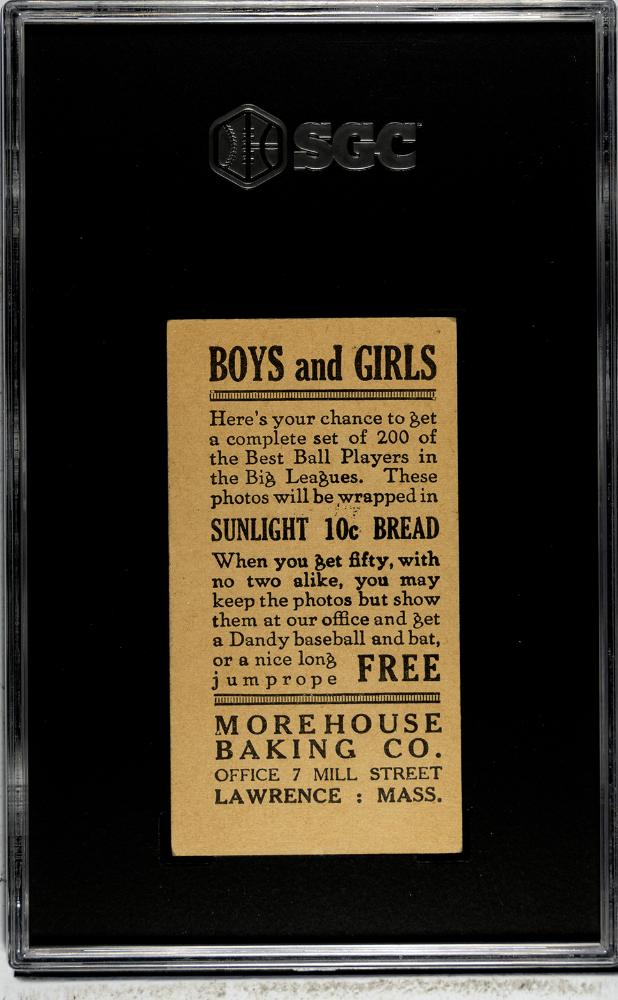 SGC
BOYS and GIRLS
Here's your chance to get
a complete set of 200 of
the Best Ball Players in
the Big Leagues. These
photos will be wrapped in
SUNLIGHT 10c BREAD
When you get fifty, with
no two alike, you may
keep the photos but show
them at our office and get
a Dandy baseball and bat,
or a nice long
jumprope FREE
MOREHOUSE
BAKING CO.
OFFICE 7 MILL STREET
LAWRENCE : MASS.